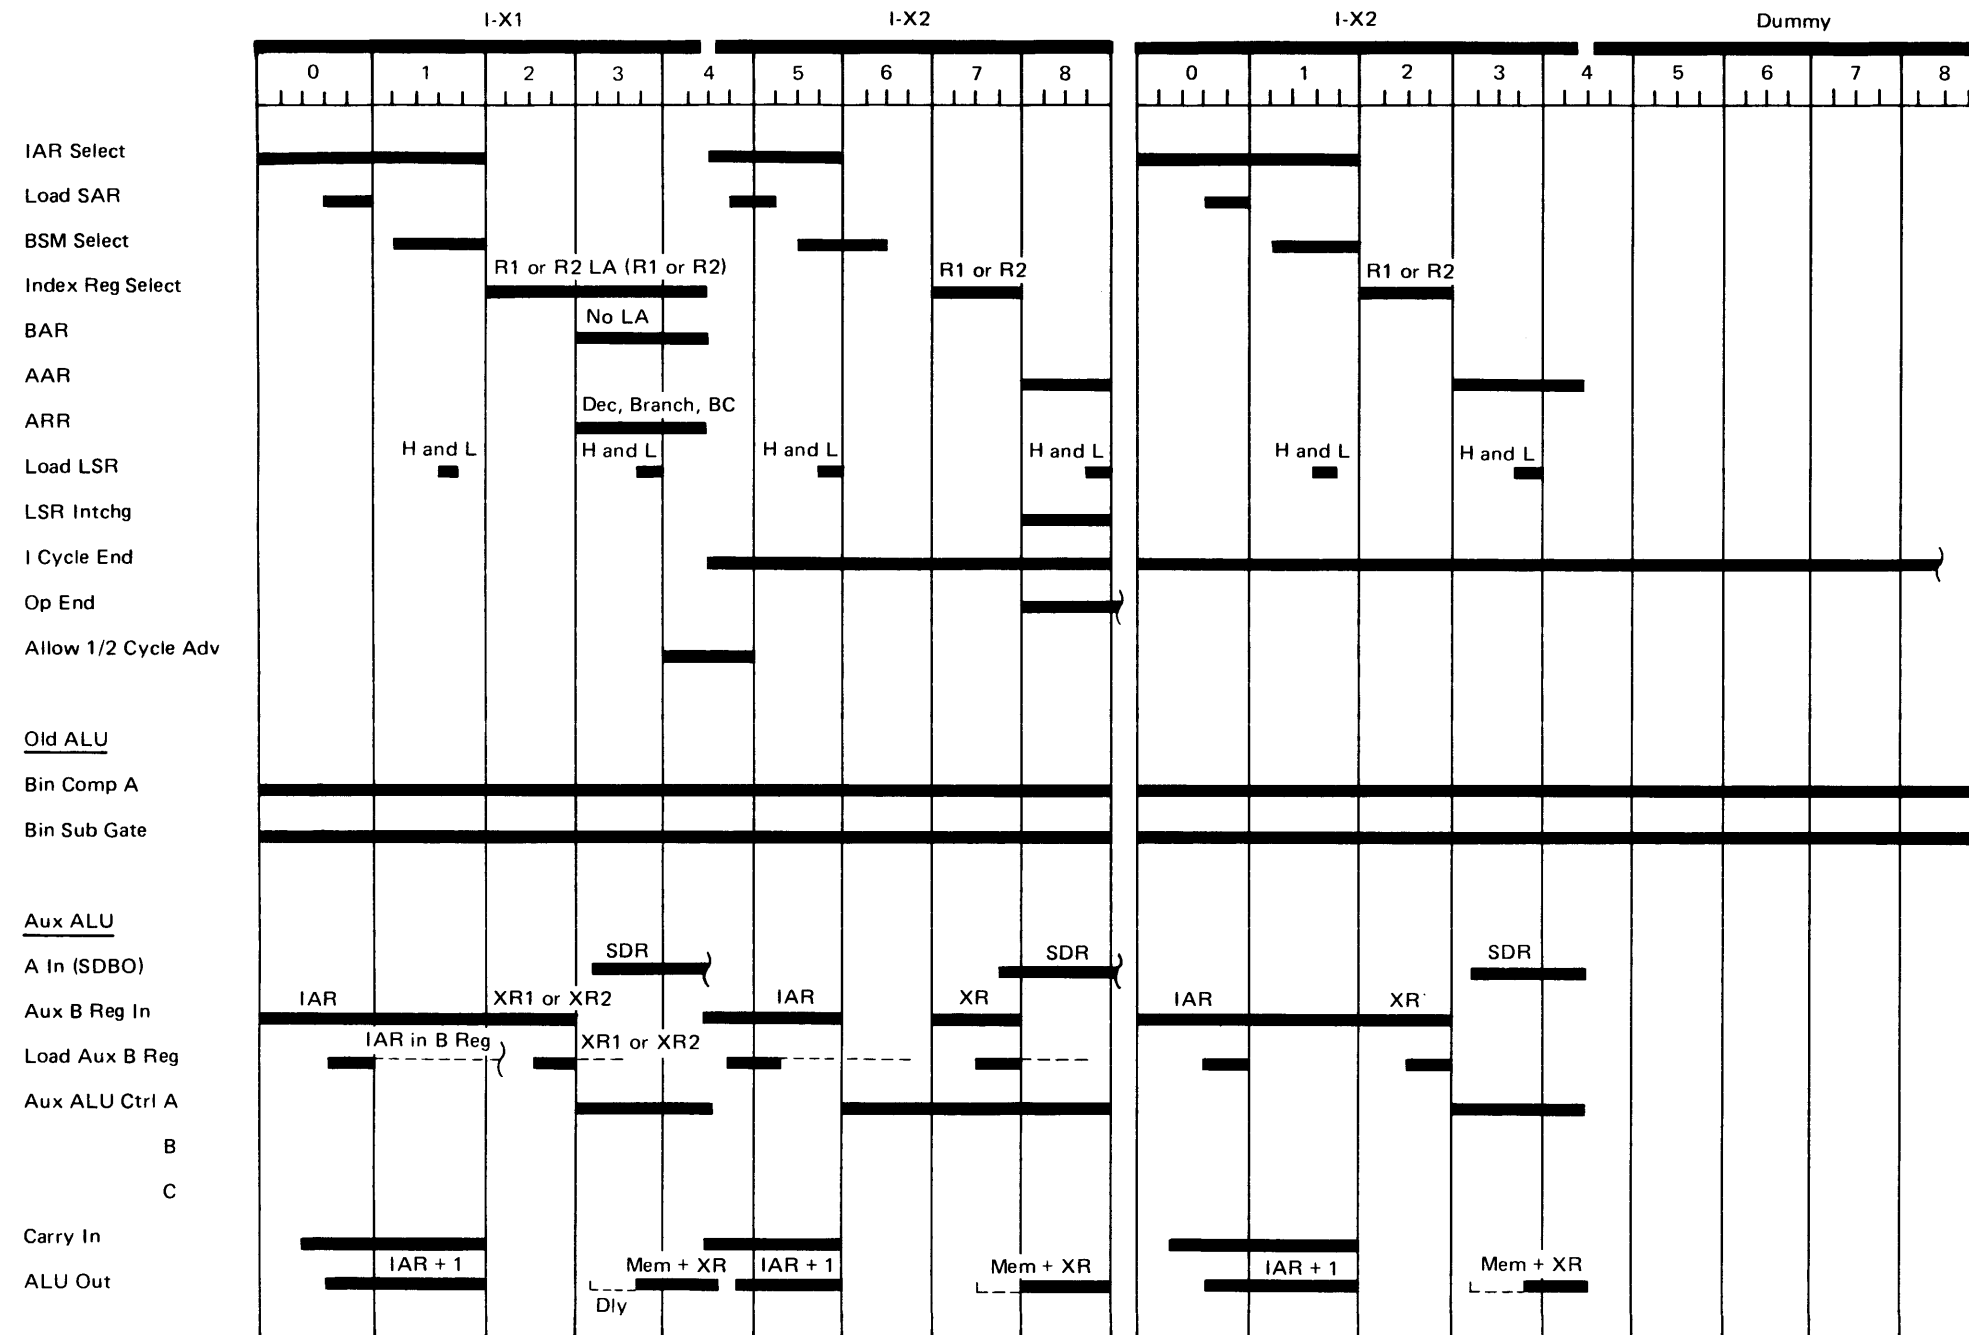 I-X1 I-X2 I-X2 Dummy
0 1 2 3 4 5 6 7 8 0 1 2 3 4 5 6 7 8
IAR Select
Load SAR
BSM Select
R1 or R2 LA (R1 or R2) R1 or R2 R1 or R2
Index Reg Select
No LA
BAR
AAR
Dec, Branch, BC
ARR
H and L H and L H and L H and L H and L H and L
Load LSR
LSR Intchg
I Cycle End
Op End
Allow 1/2 Cycle Adv
Old ALU
Bin Comp A
Bin Sub Gate
Aux ALU
SDR SDR SDR
A In (SDBO)
IAR XR1 or XR2 IAR XR IAR XR
Aux B Reg In
IAR in B Reg XR1 or XR2
Load Aux B Reg
Aux ALU Ctrl A
B
C
Carry In
IAR + 1 Mem + XR IAR + 1 Mem + XR IAR + 1 Mem + XR
ALU Out
Dly